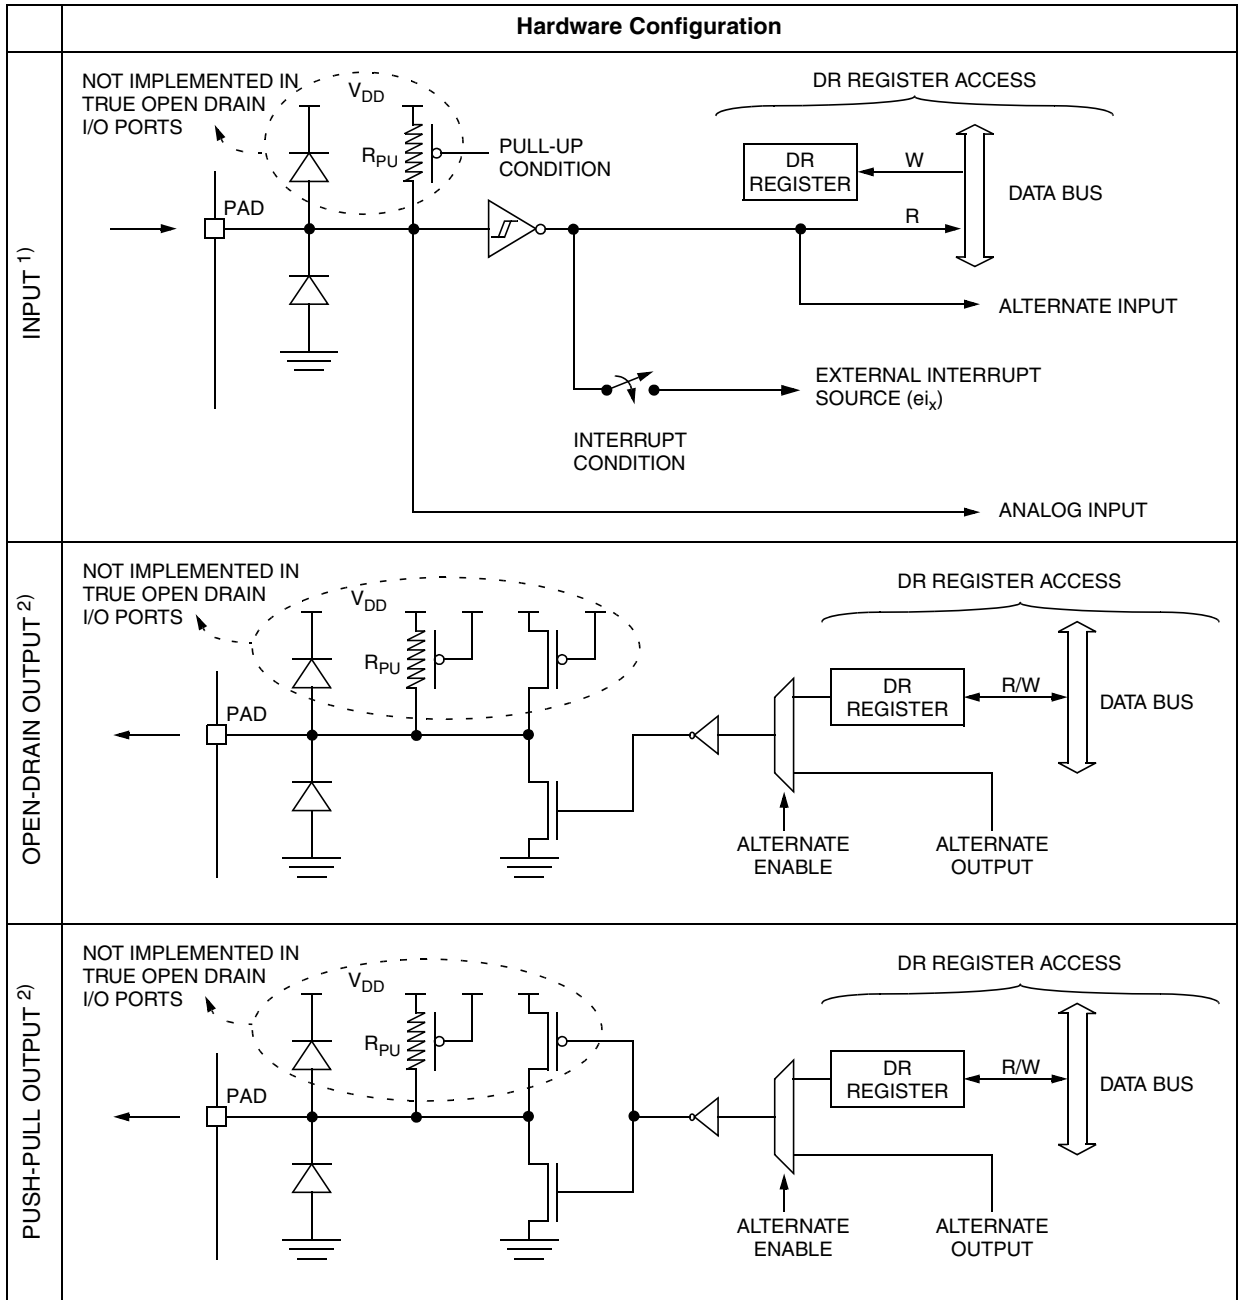 Hardware Configuration
INPUT 1)
NOT IMPLEMENTED IN
TRUE OPEN DRAIN
I/O PORTS
VDD
RPU
PULL-UP
CONDITION
PAD
DR REGISTER ACCESS
DR
REGISTER
W
R
DATA BUS
ALTERNATE INPUT
EXTERNAL INTERRUPT
SOURCE (eix)
INTERRUPT
CONDITION
ANALOG INPUT
OPEN-DRAIN OUTPUT 2)
NOT IMPLEMENTED IN
TRUE OPEN DRAIN
I/O PORTS
VDD
RPU
PAD
DR REGISTER ACCESS
DR
REGISTER
R/W
DATA BUS
ALTERNATE
ENABLE
ALTERNATE
OUTPUT
PUSH-PULL OUTPUT 2)
NOT IMPLEMENTED IN
TRUE OPEN DRAIN
I/O PORTS
VDD
RPU
PAD
DR REGISTER ACCESS
DR
REGISTER
R/W
DATA BUS
ALTERNATE
ENABLE
ALTERNATE
OUTPUT